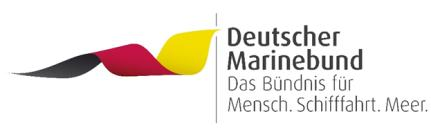 Deutscher
Marinebund
Das Bündnis für
Mensch. Schifffahrt. Meer.